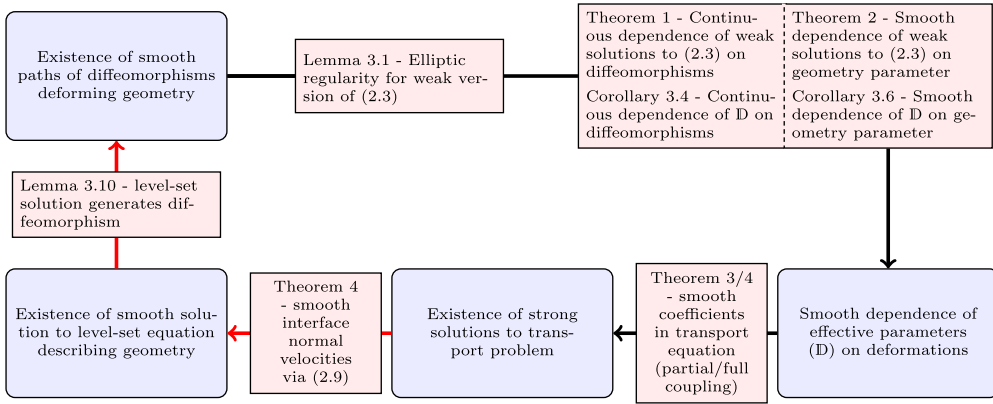 Existence of smooth
paths of diffeomorphisms
deforming geometry
Lemma 3.1 - Elliptic
regularity for weak ver-
sion of (2.3)
Theorem 1 - Continu-
ous dependence of weak
solutions to (2.3) on
diffeomorphisms
Corollary 3.4 - Continu-
ous dependence of 𝔻 on
diffeomorphisms
Theorem 2 - Smooth
dependence of weak
solutions to (2.3) on
geometry parameter
Corollary 3.6 - Smooth
dependence of 𝔻 on ge-
ometry parameter
Lemma 3.10 - level-set
solution generates dif-
feomorphism
Existence of smooth solu-
tion to level-set equation
describing geometry
Theorem 4
- smooth
interface
normal
velocities
via (2.9)
Existence of strong
solutions to trans-
port problem
Theorem 3/4
- smooth
coefficients
in transport
equation
(partial/full
coupling)
Smooth dependence of
effective parameters
(𝔻) on deformations